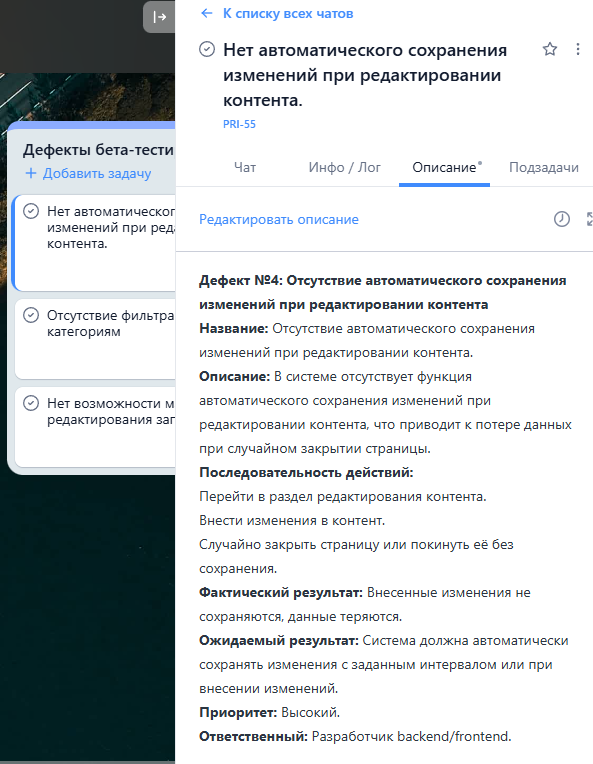 К списку всех чатов
Нет автоматического сохранения
изменений при редактировании
контента.
PRI-55
Чат
Инфо / Лог
Описание*
Подзадачи
Редактировать описание
Дефект №4: Отсутствие автоматического сохранения
изменений при редактировании контента
Название: Отсутствие автоматического сохранения
изменений при редактировании контента.
Описание: В системе отсутствует функция
автоматического сохранения изменений при
редактировании контента, что приводит к потере данных
при случайном закрытии страницы.
Последовательность действий:
Перейти в раздел редактирования контента.
Внести изменения в контент.
Случайно закрыть страницу или покинуть её без
сохранения.
Фактический результат: Внесенные изменения не
сохраняются, данные теряются.
Ожидаемый результат: Система должна автоматически
сохранять изменения с заданным интервалом или при
внесении изменений.
Приоритет: Высокий.
Ответственный: Разработчик backend/frontend.
Дефекты бета-тести
+ Добавить задачу
Нет автоматическог
изменений при реда
контента.
Отсутствие фильтра
категориям
Нет возможности м
редактирования заг